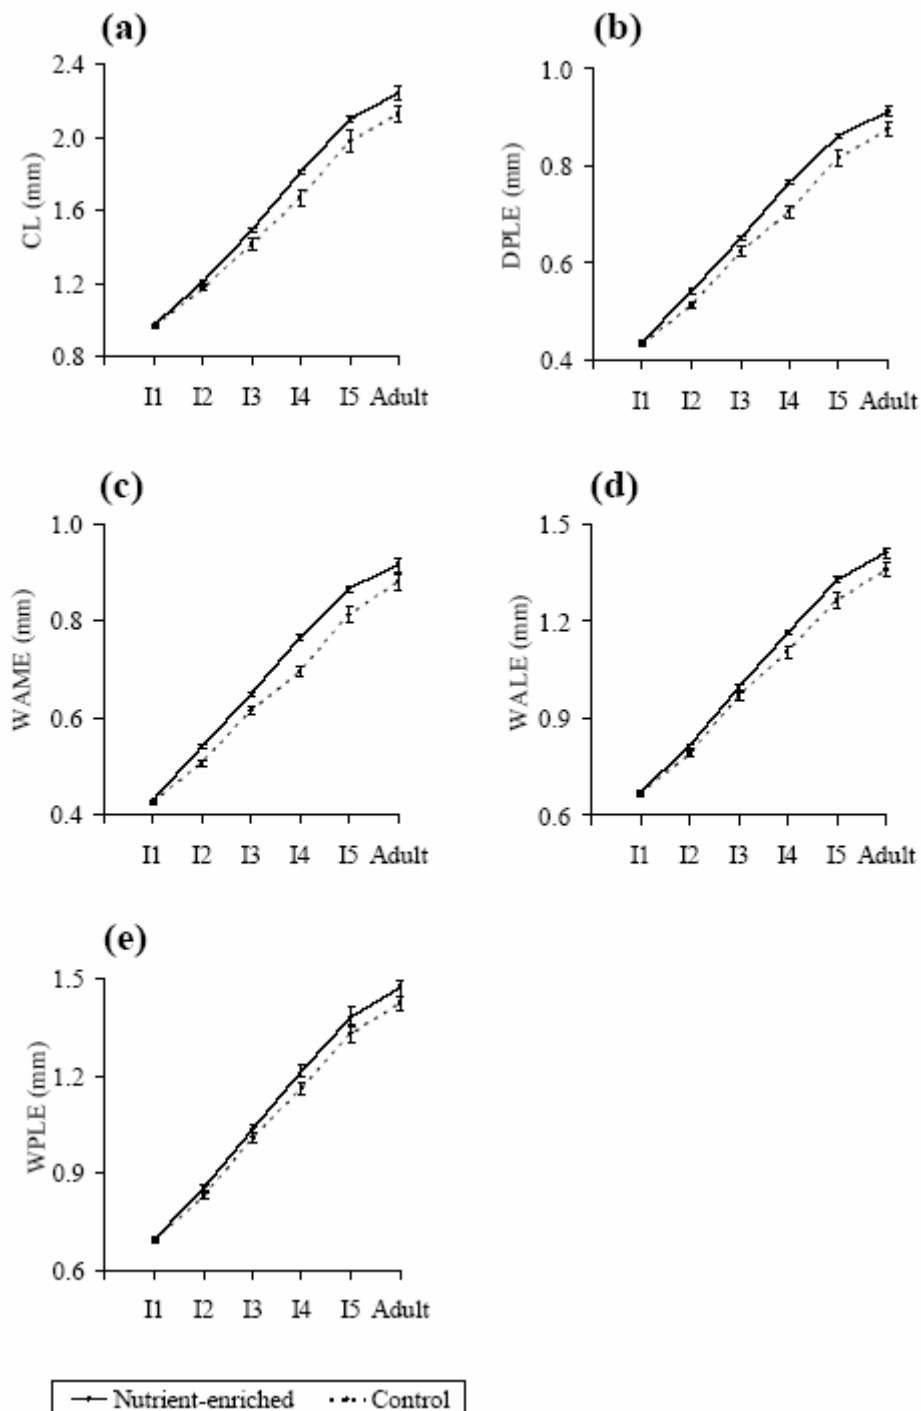 (a)
2.4
2.0
1.6
1.2
0.8
CL (mm)
I1 I2 I3 I4 I5 Adult
(b)
1.0
0.8
0.6
0.4
DPLE (mm)
I1 I2 I3 I4 I5 Adult
(c)
1.0
0.8
0.6
0.4
WAME (mm)
I1 I2 I3 I4 I5 Adult
(d)
1.5
1.2
0.9
0.6
WALE (mm)
I1 I2 I3 I4 I5 Adult
(e)
1.5
1.2
0.9
0.6
WPLE (mm)
I1 I2 I3 I4 I5 Adult
Nutrient-enriched Control